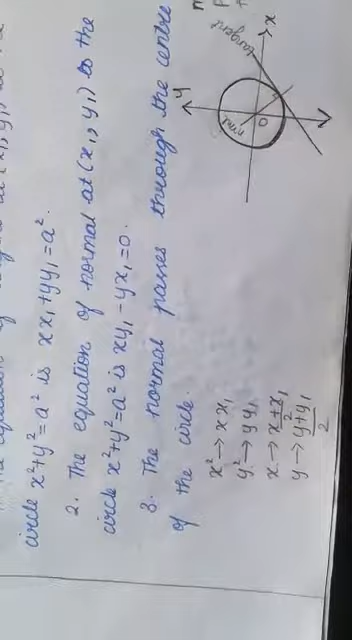 circle x²+y²=a² is xx₁+yy₁=a².
2. The equation of normal at (x₁, y₁) to the
circle x²+y²=a² is xy₁-yx₁=0.
3. The normal passes through the centre
of the circle.
x² → xx₁
y² → yy₁
x → x+x₁/2
y → y+y₁/2
y
x
O
tangent